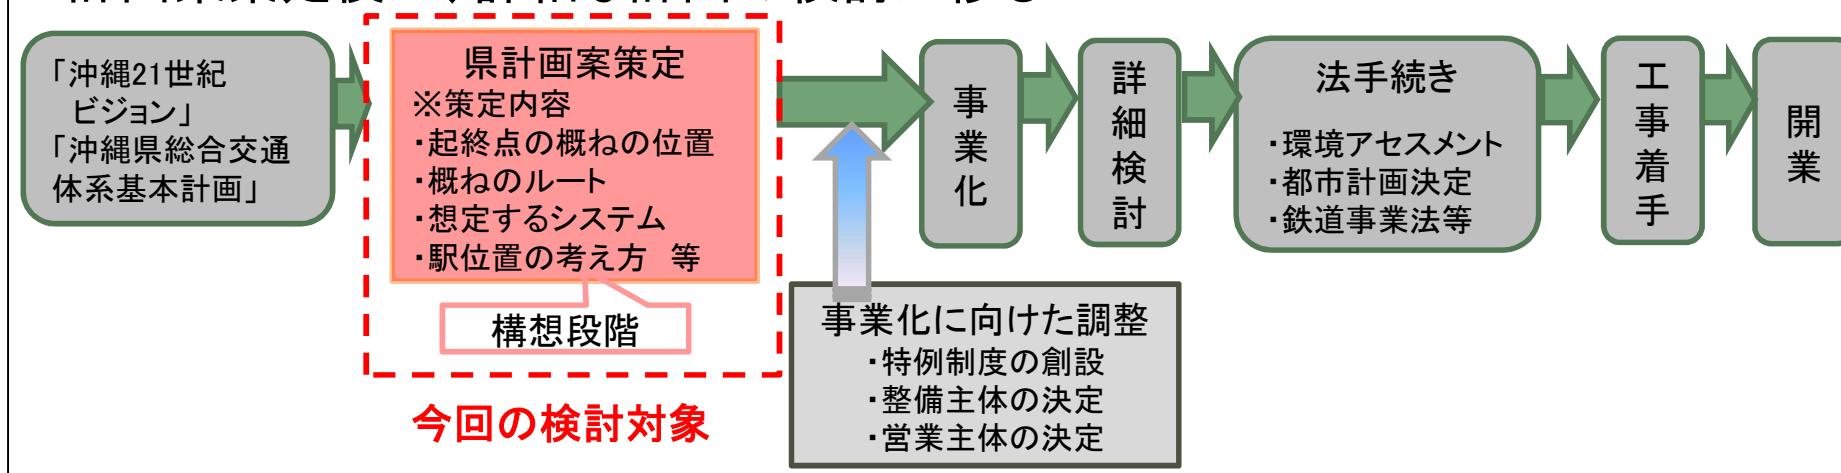 「沖縄21世紀
ビジョン」
「沖縄県総合交通
体系基本計画」
県計画案策定
※策定内容
・起終点の概ねの位置
・概ねのルート
・想定するシステム
・駅位置の考え方 等
構想段階
今回の検討対象
事業化に向けた調整
・特例制度の創設
・整備主体の決定
・営業主体の決定
事業化
詳細検討
法手続き
・環境アセスメント
・都市計画決定
・鉄道事業法等
工事着手
開業